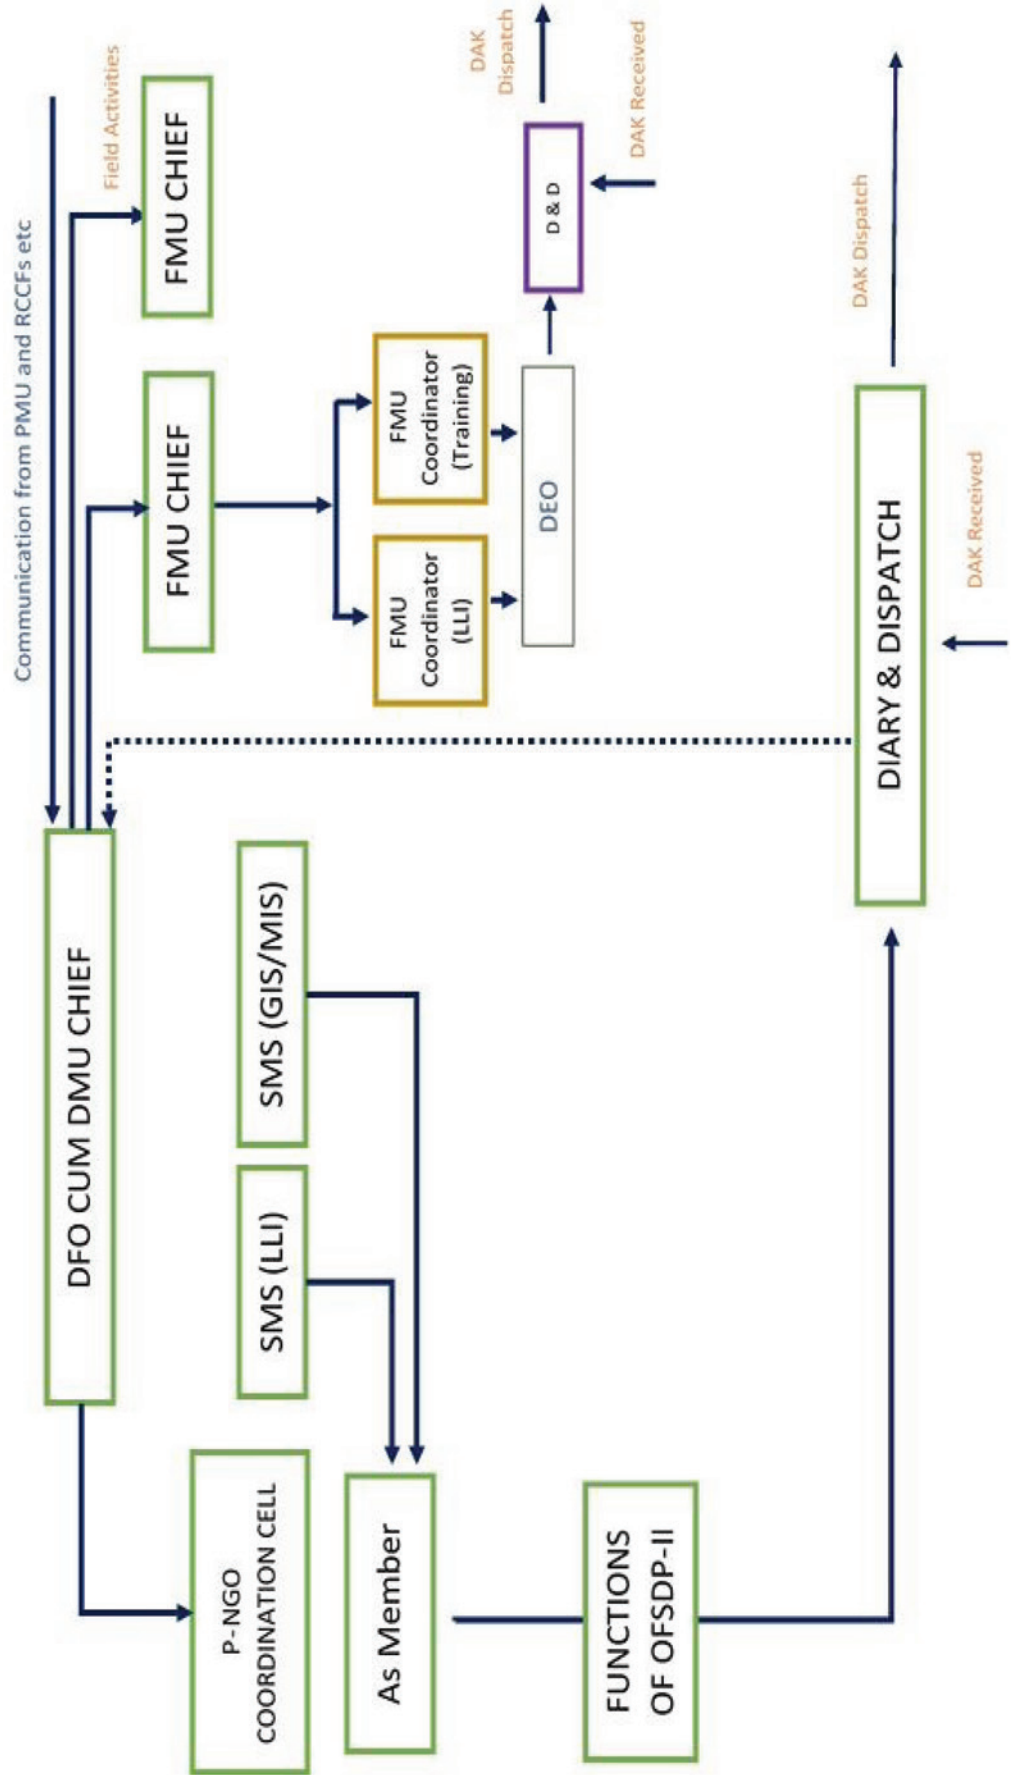 Communication from PMU and RCCFs etc
DFO CUM DMU CHIEF
Field Activities
P-NGO
COORDINATION CELL
SMS (LLI)
SMS (GIS/MIS)
FMU CHIEF
FMU CHIEF
As Member
FMU
Coordinator
(LLI)
FMU
Coordinator
(Training)
DAK
Dispatch
DEO
D & D
DAK Received
FUNCTIONS
OF OFSDP-II
DIARY & DISPATCH
DAK Dispatch
DAK Received